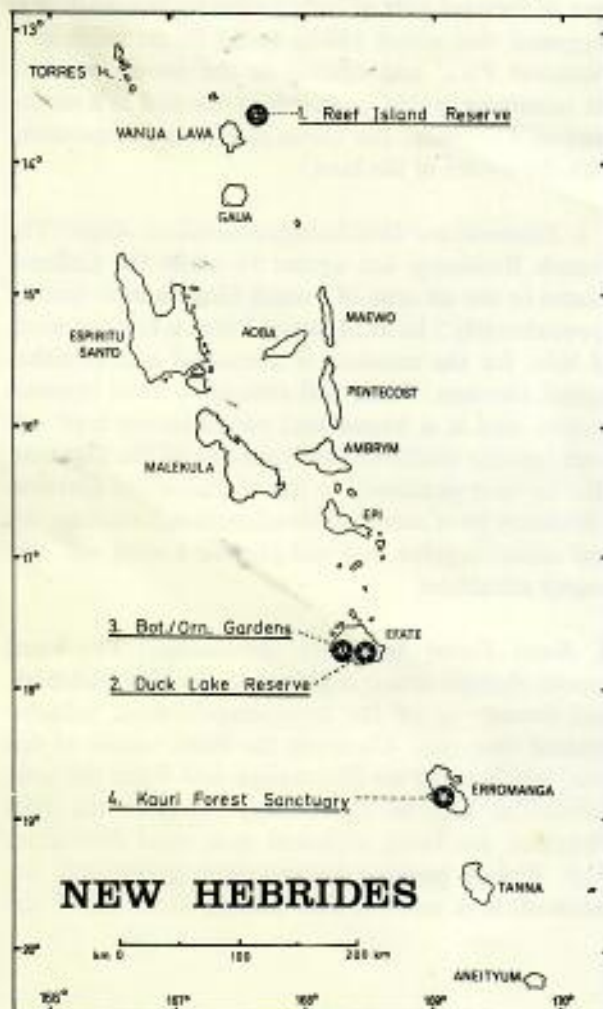 13°
TORRES Is.
1. Reef Island Reserve
VANUA LAVA
14°
GAUA
15°
ESPIRITU
SANTO
AOBA
MAEWO
PENTECOST
16°
MALEKULA
AMBRYM
EPI
17°
3. Bot./Orn. Gardens
EFATE
2. Duck Lake Reserve
18°
4. Kauri Forest Sanctuary
ERROMANGA
19°
NEW HEBRIDES
TANNA
20°
km 0 100 200 km
ANEITYUM
166° 167° 168° 169° 170°